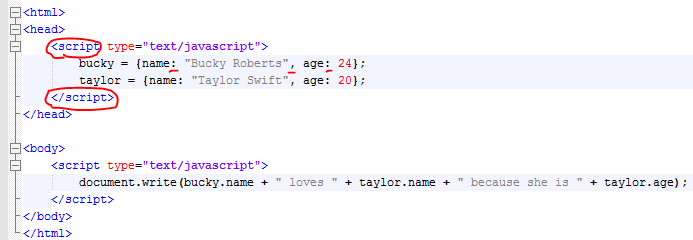 <html>
<head>
<script type="text/javascript">
bucky = {name: "Bucky Roberts", age: 24};
taylor = {name: "Taylor Swift", age: 20};
</script>
</head>
<body>
<script type="text/javascript">
document.write(bucky.name + " loves " + taylor.name + " because she is " + taylor.age);
</script>
</body>
</html>